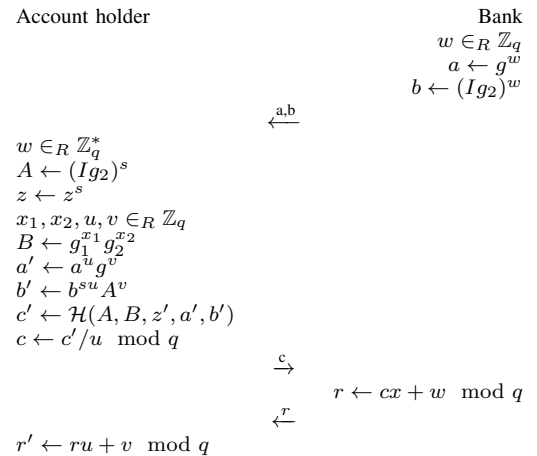 Account holder Bank
w ∈_R ℤ_q
a ← g^w
b ← (Ig_2)^w
a,b ←
w ∈_R ℤ_q^*
A ← (Ig_2)^s
z ← z^s
x_1, x_2, u, v ∈_R ℤ_q
B ← g_1^{x_1} g_2^{x_2}
a′ ← a^u g^v
b′ ← b^{su} A^v
c′ ← ℋ(A, B, z′, a′, b′)
c ← c′/u mod q
c →
r ← cx + w mod q
r ←
r′ ← ru + v mod q